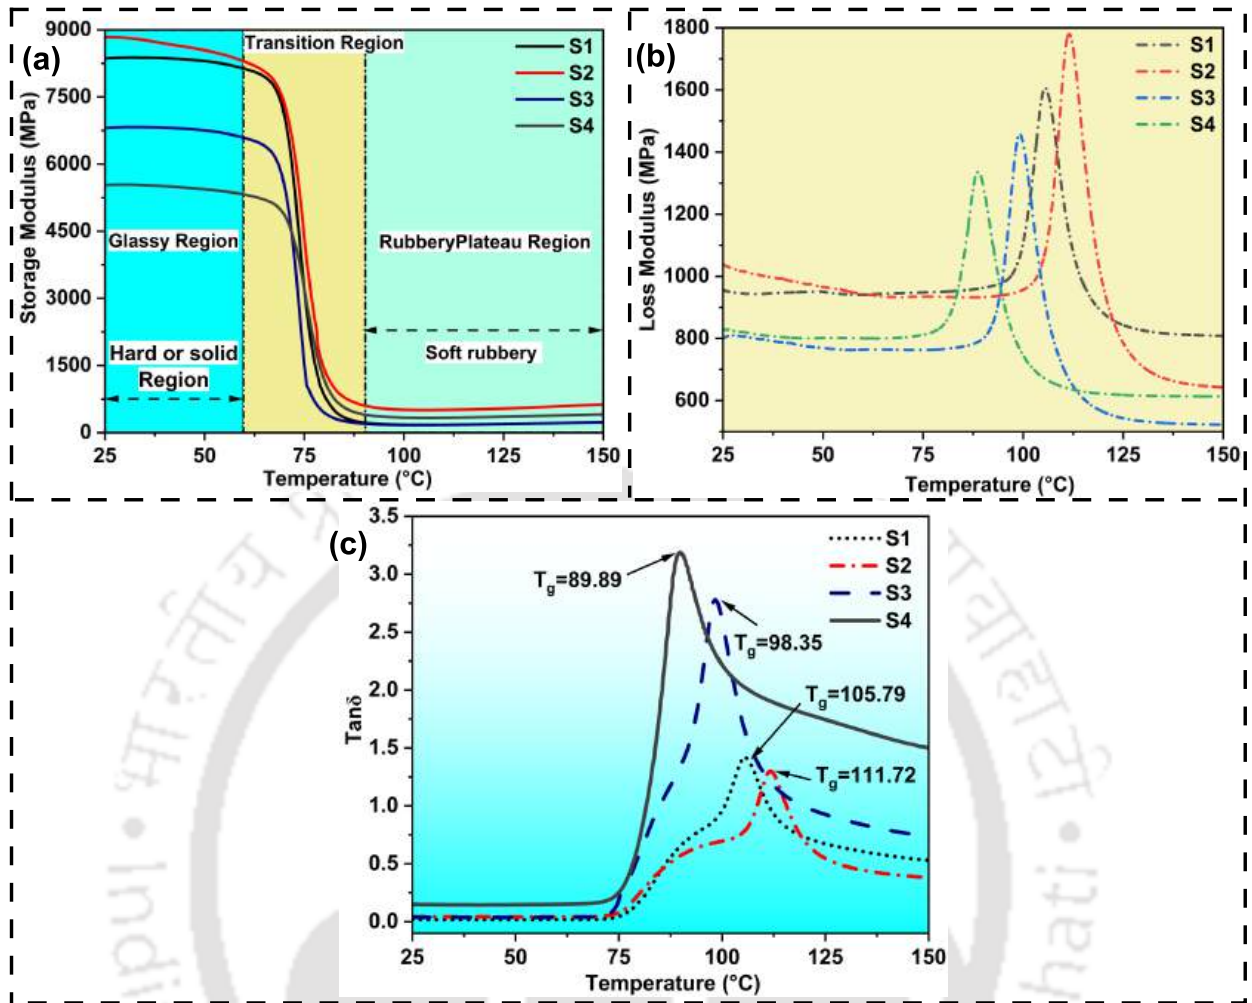 (a)
9000
7500
6000
4500
3000
1500
0
Storage Modulus (MPa)
Transition Region
S1
S2
S3
S4
Glassy Region
RubberyPlateau Region
Hard or solid
Region
Soft rubbery
25
50
75
100
125
150
Temperature (°C)
(b)
1800
1600
1400
1200
1000
800
600
Loss Modulus (MPa)
S1
S2
S3
S4
25
50
75
100
125
150
Temperature (°C)
(c)
3.5
3.0
2.5
2.0
1.5
1.0
0.5
0.0
Tanδ
S1
S2
S3
S4
Tg=89.89
Tg=98.35
Tg=105.79
Tg=111.72
25
50
75
100
125
150
Temperature (°C)
भारतीय